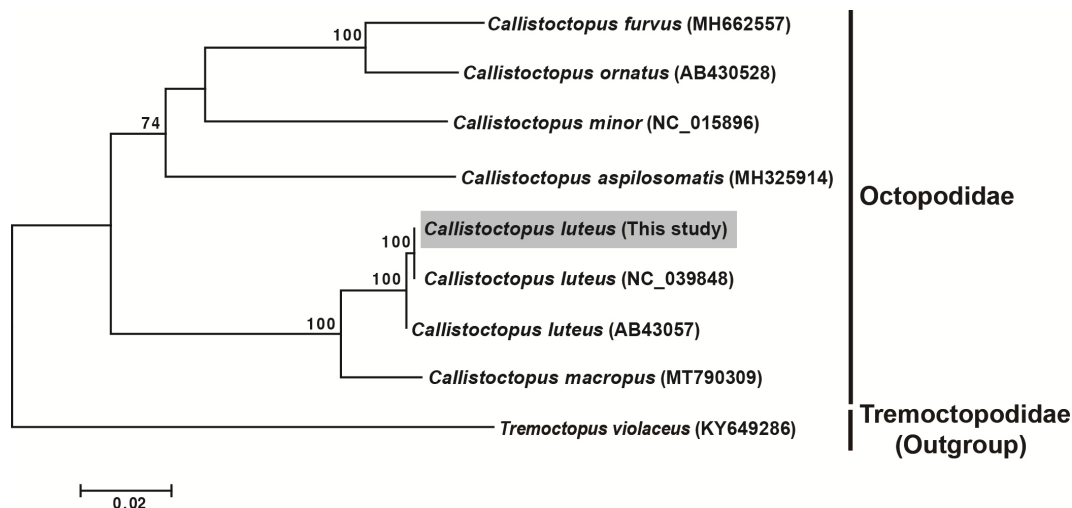 Callistoctopus furvus (MH662557)
100
Callistoctopus ornatus (AB430528)
Callistoctopus minor (NC_015896)
74
Callistoctopus aspilosomatis (MH325914)
Octopodidae
Callistoctopus luteus (This study)
100
Callistoctopus luteus (NC_039848)
100
Callistoctopus luteus (AB43057)
100
Callistoctopus macropus (MT790309)
Tremoctopodidae
(Outgroup)
Tremoctopus violaceus (KY649286)
0.02